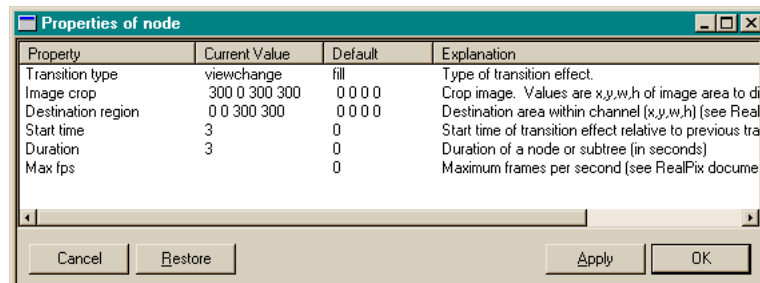 Properties of node
Property Current Value Default Explanation
Transition type viewchange fill Type of transition effect.
Image crop 300 0 300 300 0 0 0 0 Crop image. Values are x,y,w,h of image area to di
Destination region 0 0 300 300 0 0 0 0 Destination area within channel (x,y,w,h) (see Real
Start time 3 0 Start time of transition effect relative to previous tra
Duration 3 0 Duration of a node or subtree (in seconds)
Max fps 0 Maximum frames per second (see RealPix docume
Cancel Restore Apply OK